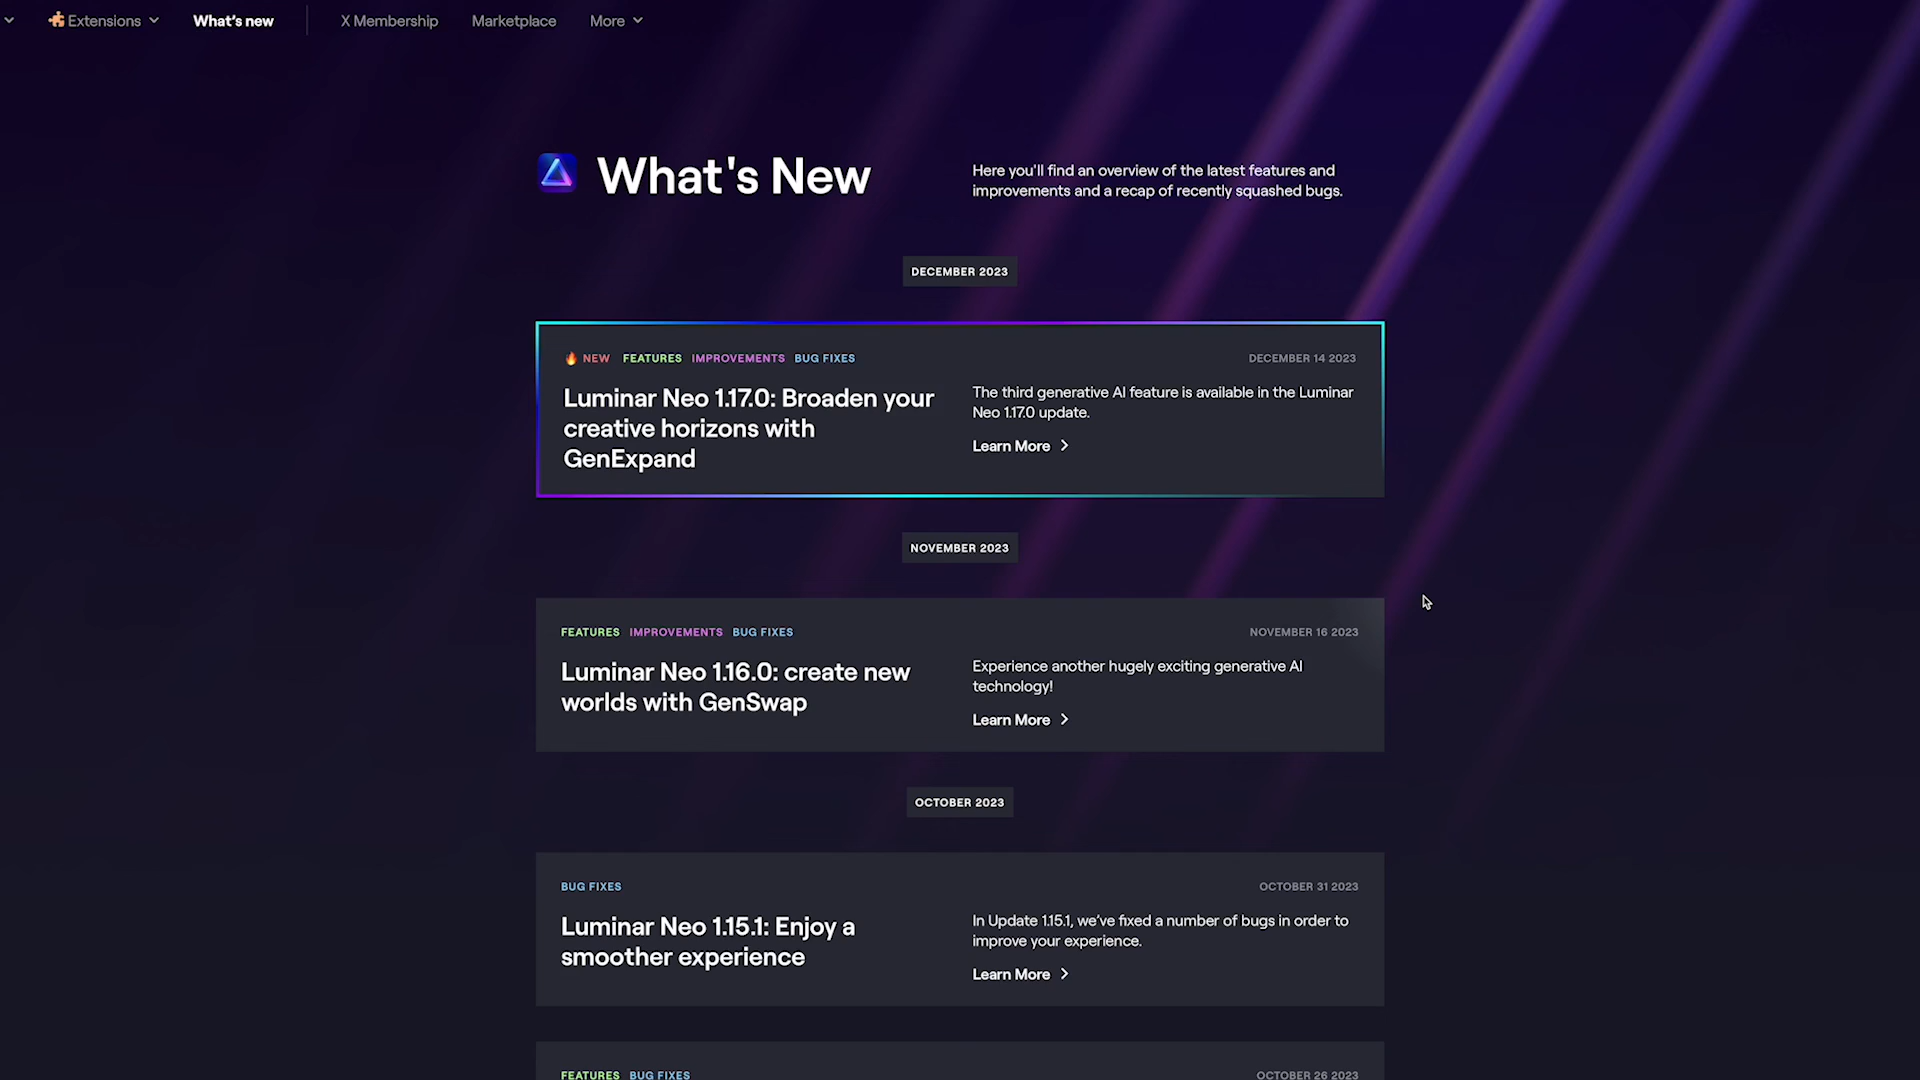 Extensions
What's new
X Membership
Marketplace
More
What's New
Here you'll find an overview of the latest features and
improvements and a recap of recently squashed bugs.
DECEMBER 2023
NEW FEATURES IMPROVEMENTS BUG FIXES
DECEMBER 14 2023
Luminar Neo 1.17.0: Broaden your
creative horizons with
GenExpand
The third generative AI feature is available in the Luminar
Neo 1.17.0 update.
Learn More
NOVEMBER 2023
FEATURES IMPROVEMENTS BUG FIXES
NOVEMBER 16 2023
Luminar Neo 1.16.0: create new
worlds with GenSwap
Experience another hugely exciting generative AI
technology!
Learn More
OCTOBER 2023
BUG FIXES
OCTOBER 31 2023
Luminar Neo 1.15.1: Enjoy a
smoother experience
In Update 1.15.1, we've fixed a number of bugs in order to
improve your experience.
Learn More
FEATURES BUG FIXES
OCTOBER 26 2023